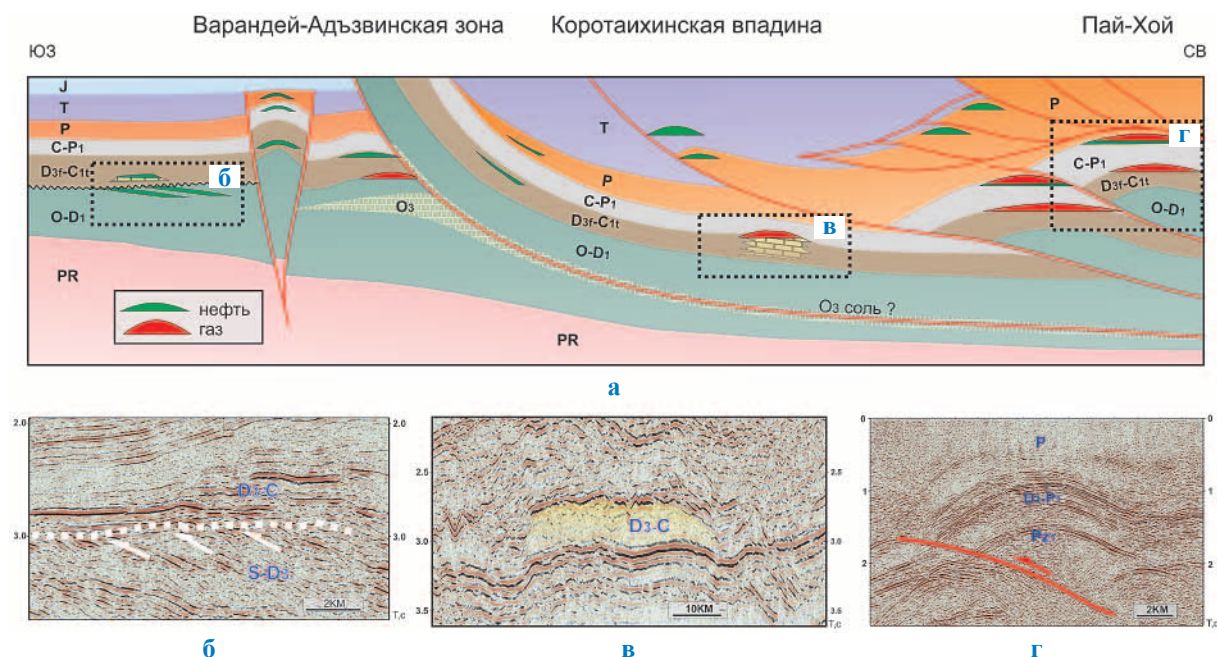 Варандей-Адъзвинская зона Коротаихинская впадина Пай-Хой
ЮЗ СВ
J
T
P
C-P1
D3f-C1t
O-D1
PR
б
O3
T
P
C-P1
D3f-C1t
O-D1
в
O3 соль ?
PR
P
г
C-P1
D3f-C1t
O-D1
нефть
газ
а
2.0 2.0
D3-C
3.0 3.0
S-D3
2KM
T,c
б
2.5 2.5
D3-C
3.0 3.0
10KM
3.5 3.5
T,c
в
0 0
P
1 1
2 2
2KM
T,c
г